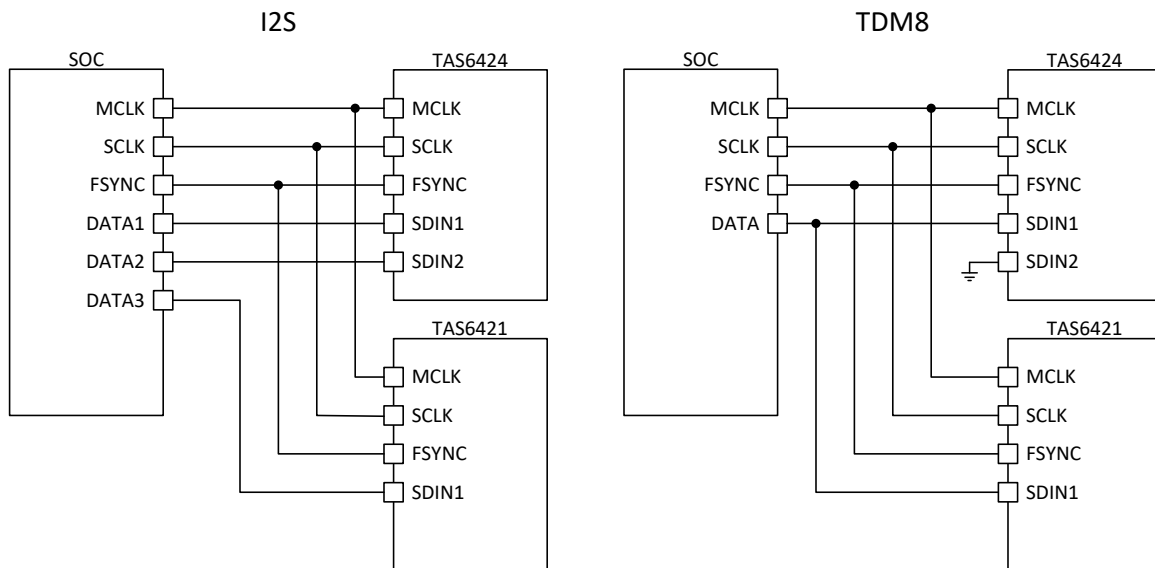 I2S
SOC
MCLK
SCLK
FSYNC
DATA1
DATA2
DATA3
TAS6424
MCLK
SCLK
FSYNC
SDIN1
SDIN2
TAS6421
MCLK
SCLK
FSYNC
SDIN1
TDM8
SOC
MCLK
SCLK
FSYNC
DATA
TAS6424
MCLK
SCLK
FSYNC
SDIN1
SDIN2
TAS6421
MCLK
SCLK
FSYNC
SDIN1